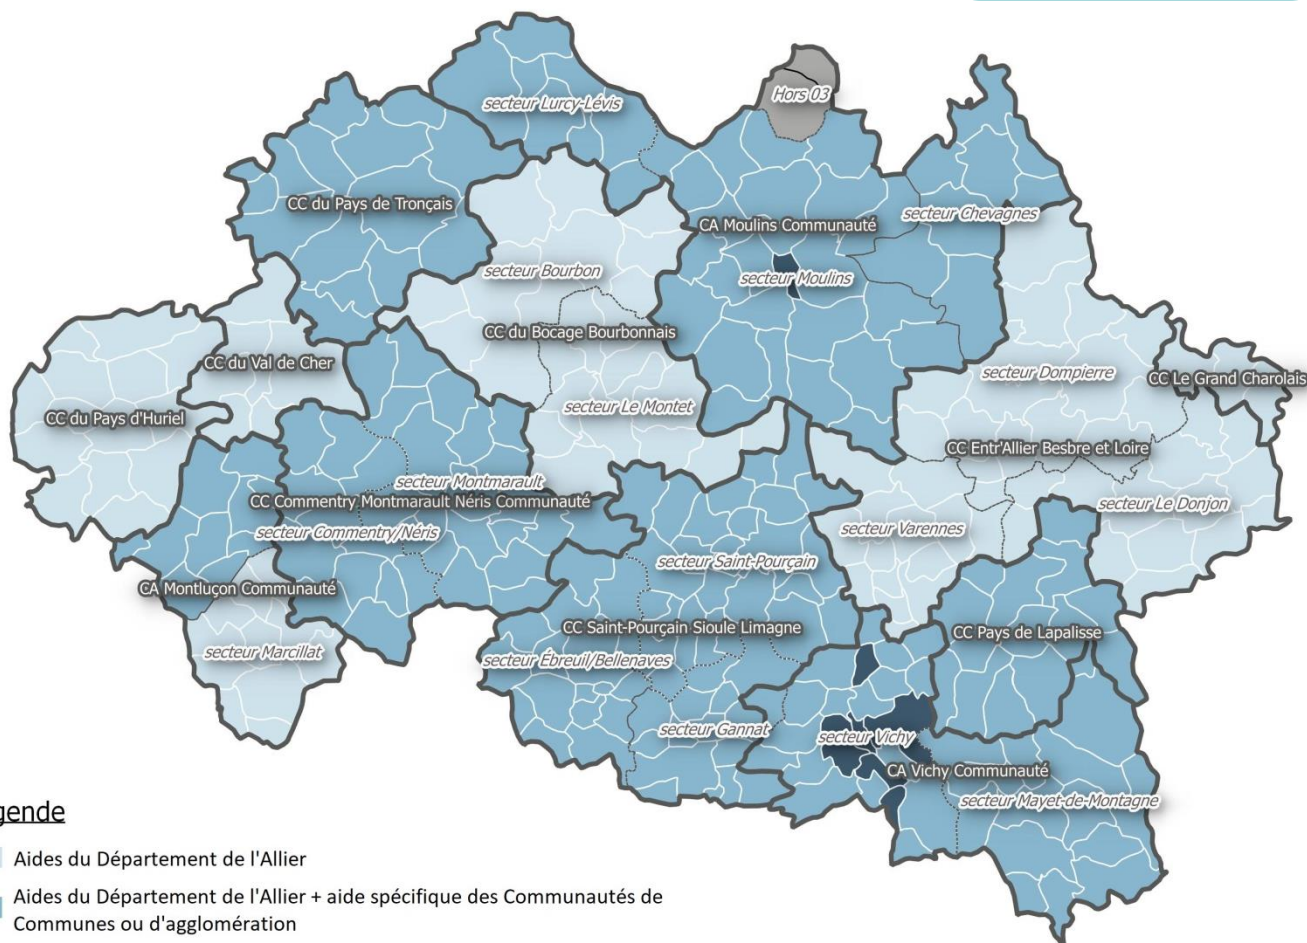 Hors 03
secteur Lurcy-Lévis
CC du Pays de Tronçais
secteur Chevagnes
CA Moulins Communauté
secteur Bourbon
secteur Moulins
CC du Bocage Bourbonnais
CC du Val de Cher
secteur Dompierre
CC Le Grand Charolais
secteur Le Montet
CC du Pays d'Huriel
CC Entr'Allier Besbre et Loire
secteur Montmarault
CC Commentry Montmarault Néris Communauté
secteur Le Donjon
secteur Commentry/Néris
secteur Varennes
secteur Saint-Pourçain
CA Montluçon Communauté
CC Saint-Pourçain Sioule Limagne
CC Pays de Lapalisse
secteur Marcillat
secteur Ébreuil/Bellenaves
secteur Gannat
secteur Vichy
CA Vichy Communauté
secteur Mayet-de-Montagne
gende
Aides du Département de l'Allier
Aides du Département de l'Allier + aide spécifique des Communautés de
Communes ou d'agglomération